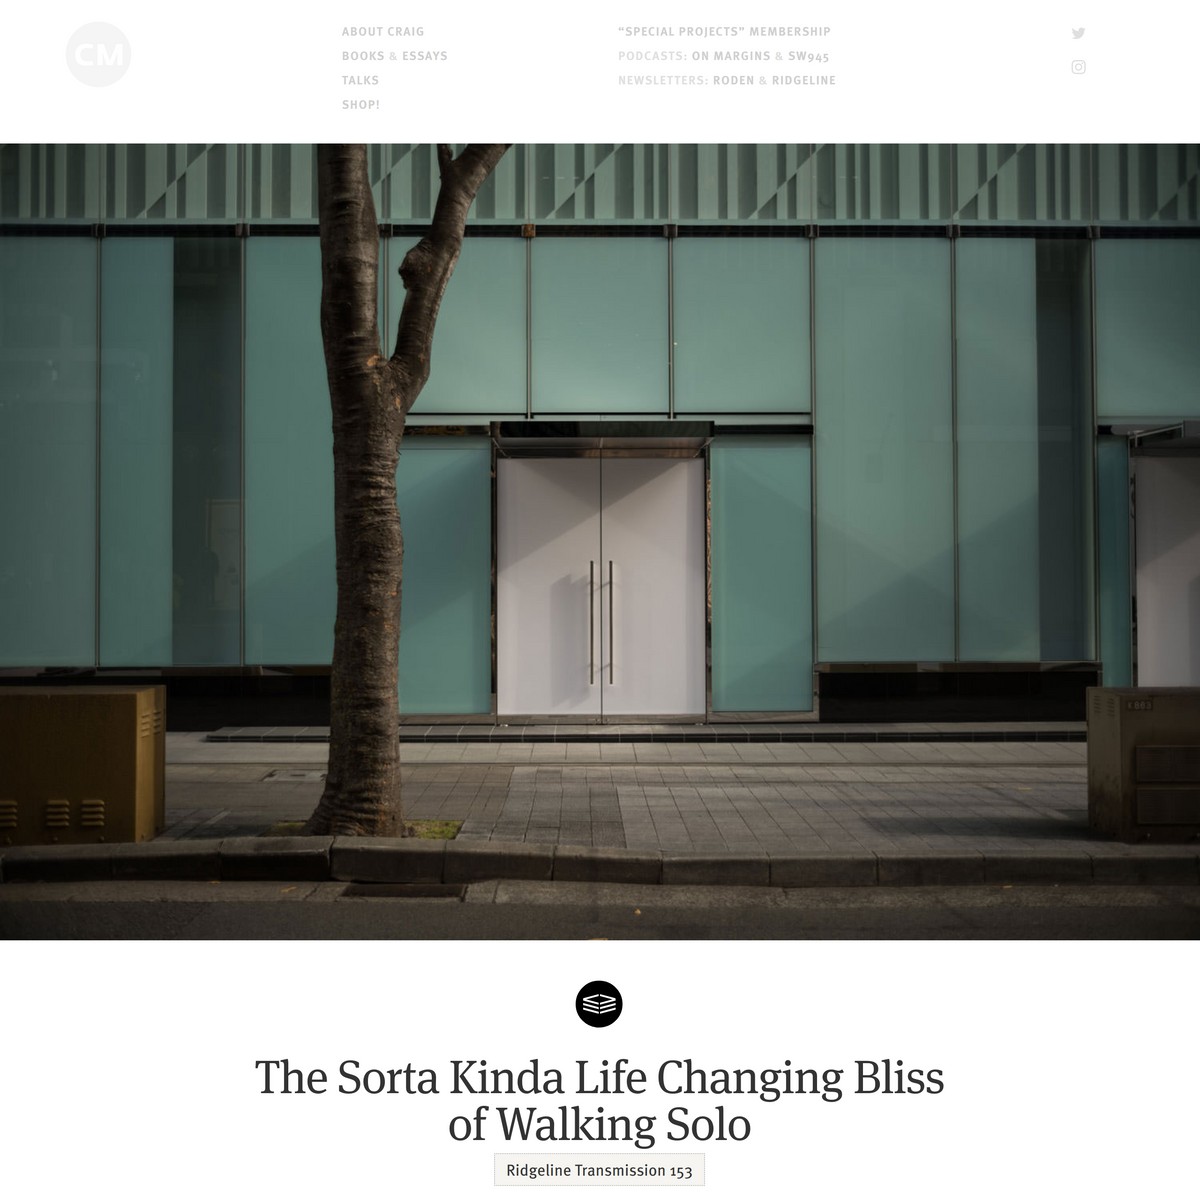 CM
ABOUT CRAIG
BOOKS & ESSAYS
TALKS
SHOP!
“SPECIAL PROJECTS” MEMBERSHIP
PODCASTS: ON MARGINS & SW945
NEWSLETTERS: RODEN & RIDGELINE
The Sorta Kinda Life Changing Bliss
of Walking Solo
Ridgeline Transmission 153